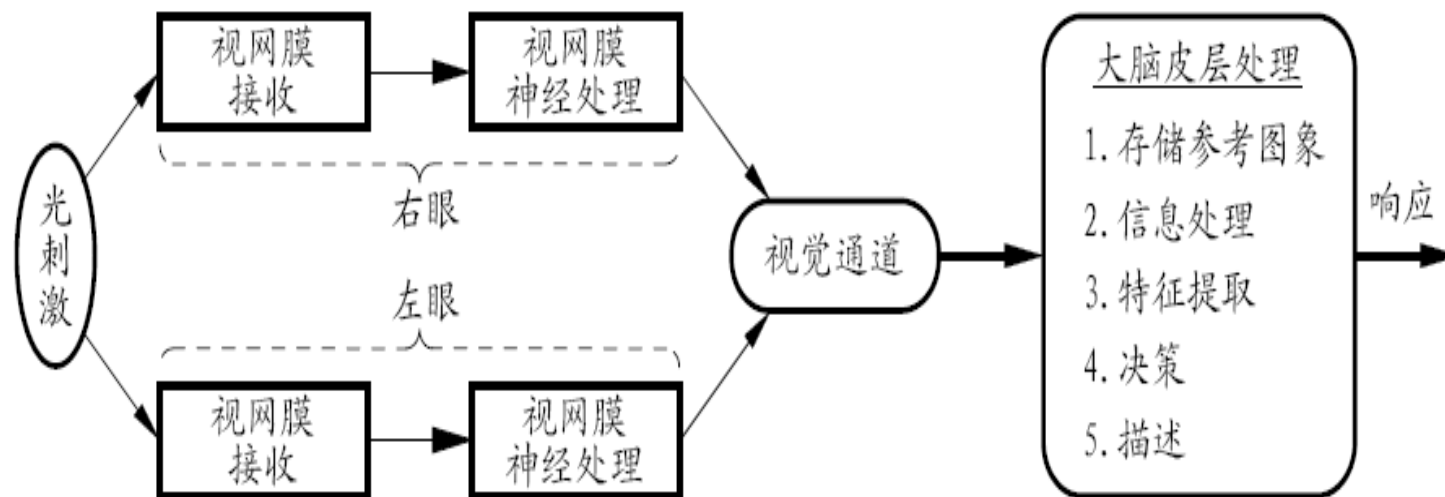 光刺激
视网膜
接收
视网膜
神经处理
右眼
左眼
视网膜
接收
视网膜
神经处理
视觉通道
大脑皮层处理
1.存储参考图象
2.信息处理
3.特征提取
4.决策
5.描述
响应